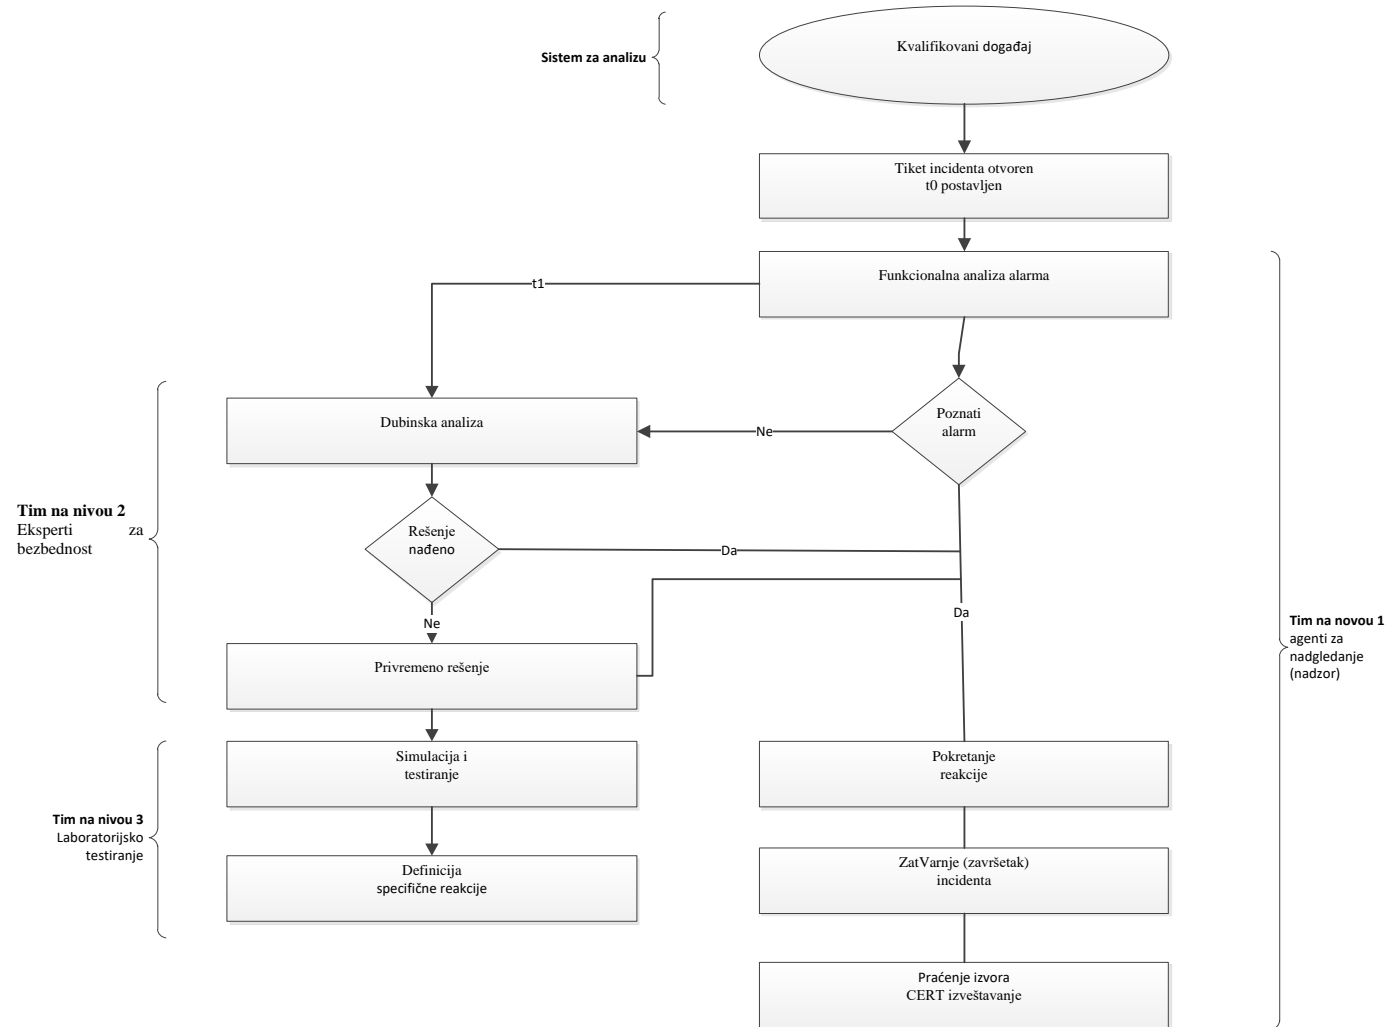 Sistem za analizu
Kvalifikovani događaj
Tiket incidenta otvoren
t0 postavljen
Funkcionalna analiza alarma
t1
Poznati
alarm
Ne
Dubinska analiza
Tim na nivou 2
Eksperti za
bezbednost
Rešenje
nađeno
Da
Ne
Da
Privremeno rešenje
Tim na novou 1
agenti za
nadgledanje
(nadzor)
Simulacija i
testiranje
Pokretanje
reakcije
Tim na nivou 3
Laboratorijsko
testiranje
Definicija
specifične reakcije
ZatVarnje (završetak)
incidenta
Praćenje izvora
CERT izveštavanje